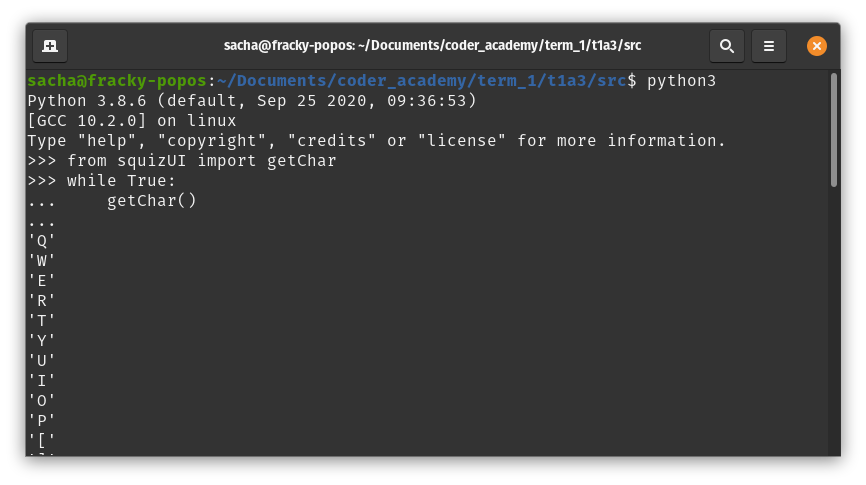 sacha@fracky-popos: ~/Documents/coder_academy/term_1/t1a3/src
sacha@fracky-popos:~/Documents/coder_academy/term_1/t1a3/src$ python3
Python 3.8.6 (default, Sep 25 2020, 09:36:53)
[GCC 10.2.0] on linux
Type "help", "copyright", "credits" or "license" for more information.
>>> from squizUI import getChar
>>> while True:
...     getChar()
...
'Q'
'W'
'E'
'R'
'T'
'Y'
'U'
'I'
'O'
'P'
'['